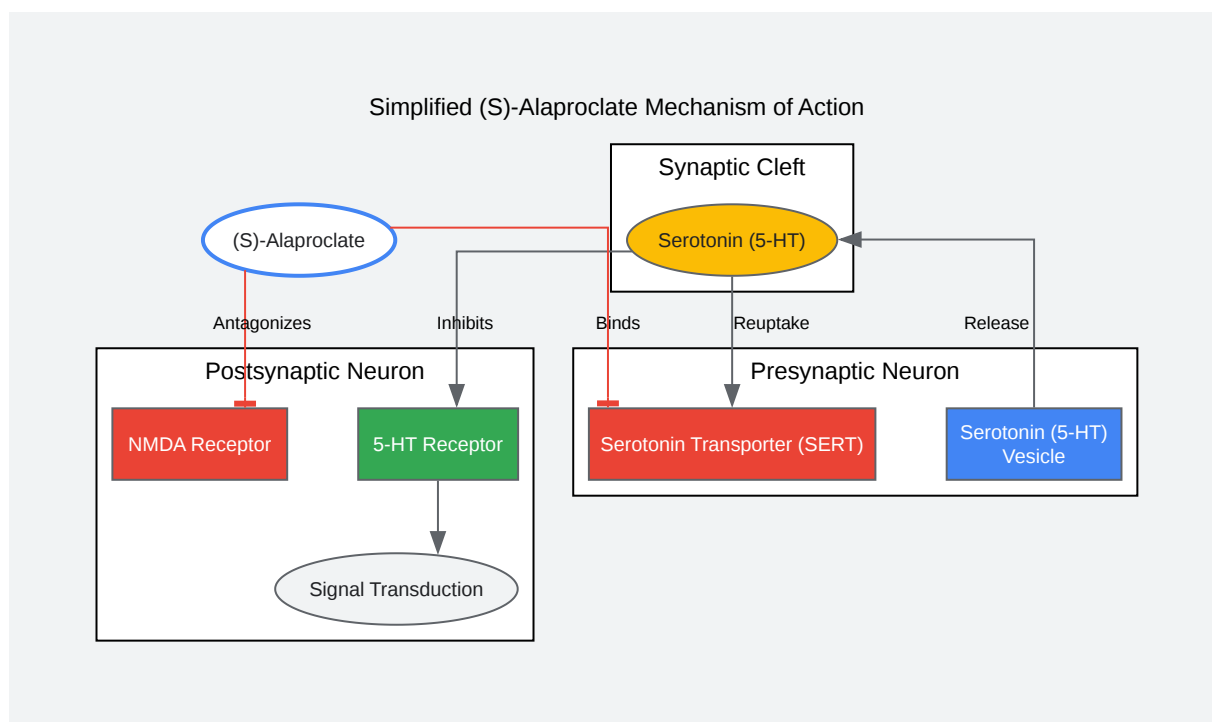 Simplified (S)-Alaproclate Mechanism of Action
Synaptic Cleft
(S)-Alaproclate
Serotonin (5-HT)
Antagonizes
Inhibits
Binds
Reuptake
Release
Postsynaptic Neuron
Presynaptic Neuron
NMDA Receptor
5-HT Receptor
Serotonin Transporter (SERT)
Serotonin (5-HT)
Vesicle
Signal Transduction